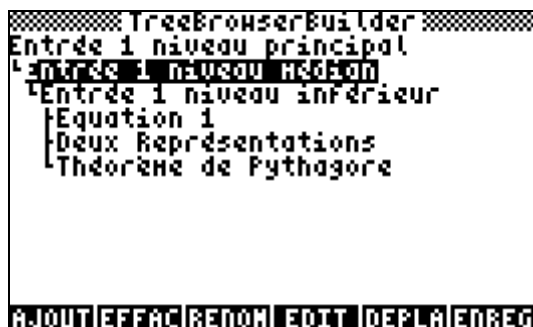 TreeBrowserBuilder
Entrée 1 niveau principal
Entrée 1 niveau médian
Entrée 1 niveau inférieur
Equation 1
Deux Représentations
Théorème de Pythagore
AJOUT EFFAC RENOM EDIT DEPLA ENREG